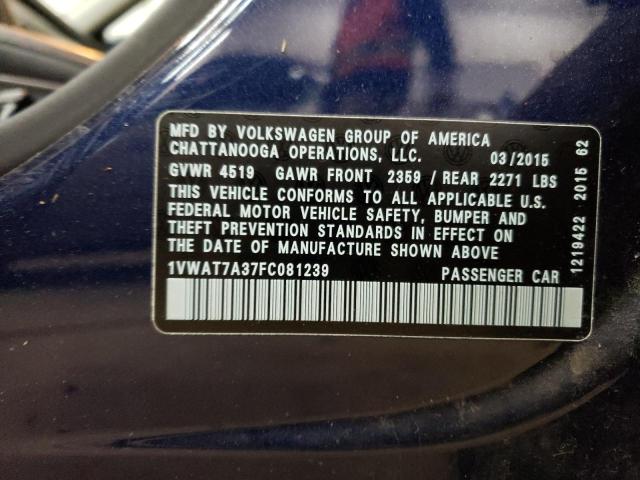 MFD BY VOLKSWAGEN GROUP OF AMERICA
CHATTANOOGA OPERATIONS, LLC. 03/2015
GVWR 4519 GAWR FRONT 2359 / REAR 2271 LBS
THIS VEHICLE CONFORMS TO ALL APPLICABLE U.S.
FEDERAL MOTOR VEHICLE SAFETY, BUMPER AND
THEFT PREVENTION STANDARDS IN EFFECT ON
THE DATE OF MANUFACTURE SHOWN ABOVE
1VWAT7A37FC081239 PASSENGER CAR
1219422 2015 62